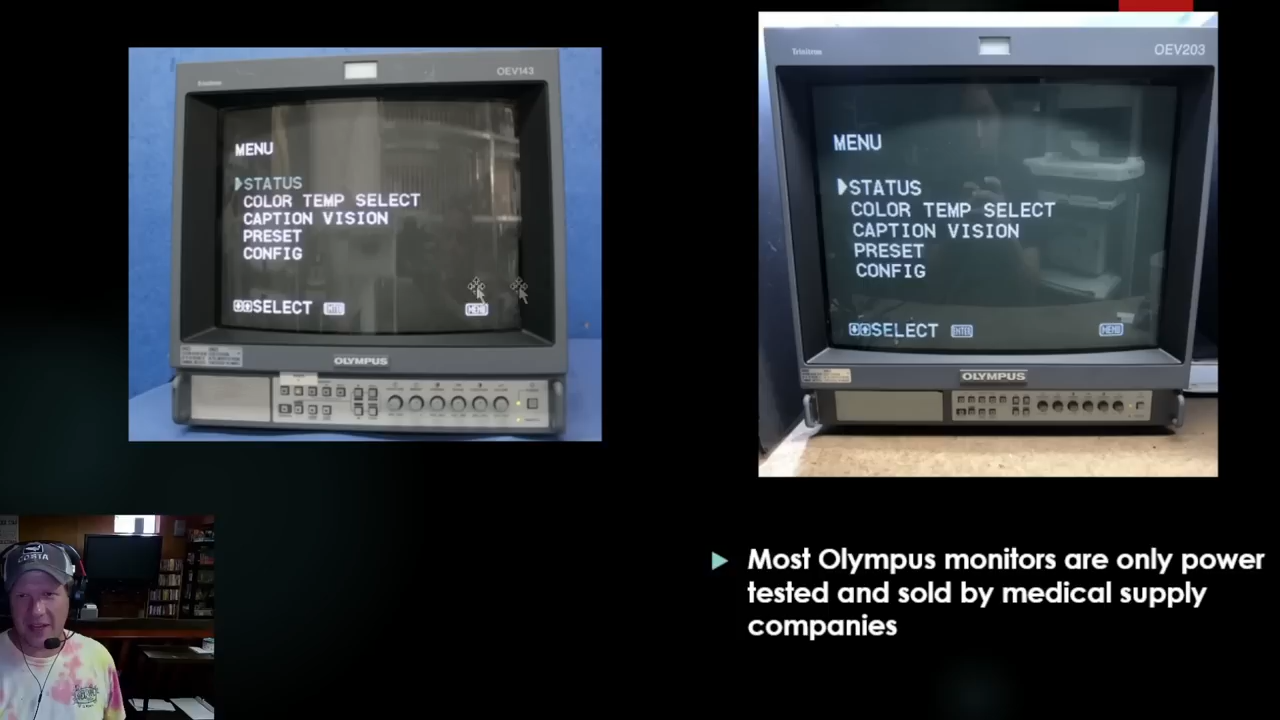 Trinitron
OEV143
MENU
STATUS
COLOR TEMP SELECT
CAPTION VISION
PRESET
CONFIG
SELECT
MENU
OLYMPUS
Trinitron
OEV203
MENU
STATUS
COLOR TEMP SELECT
CAPTION VISION
PRESET
CONFIG
SELECT ENTER
MENU
OLYMPUS
Most Olympus monitors are only power
tested and sold by medical supply
companies